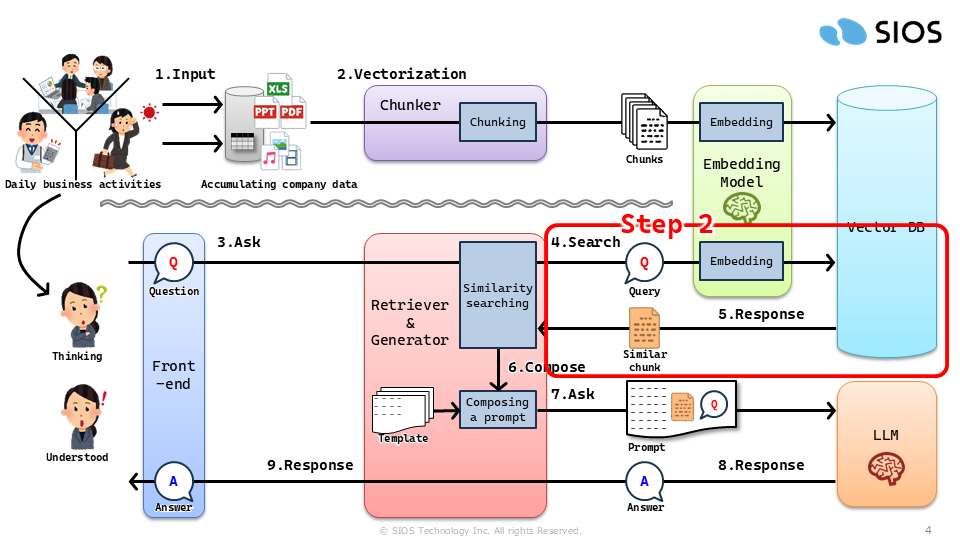 SIOS
1.Input
2.Vectorization
XLS
PPT
PDF
Chunker
Chunking
Chunks
Embedding
Embedding
Model
Daily business activities
Accumulating company data
Vector DB
Step 2
3.Ask
4.Search
Q
Question
Similarity
searching
Q
Query
Embedding
Retriever
&
Generator
5.Response
Similar
chunk
Thinking
Front
-end
6.Compose
7.Ask
Template
Composing
a prompt
Q
Prompt
LLM
Understood
9.Response
8.Response
A
Answer
A
Answer
© SIOS Technology Inc. All rights Reserved.
4